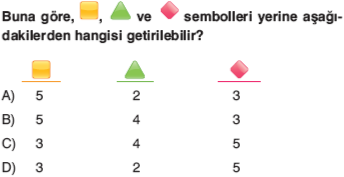 Buna göre, , ve sembolleri yerine aşağı-
dakilerden hangisi getirilebilir?
A) 5 2 3
B) 5 4 3
C) 3 4 5
D) 3 2 5